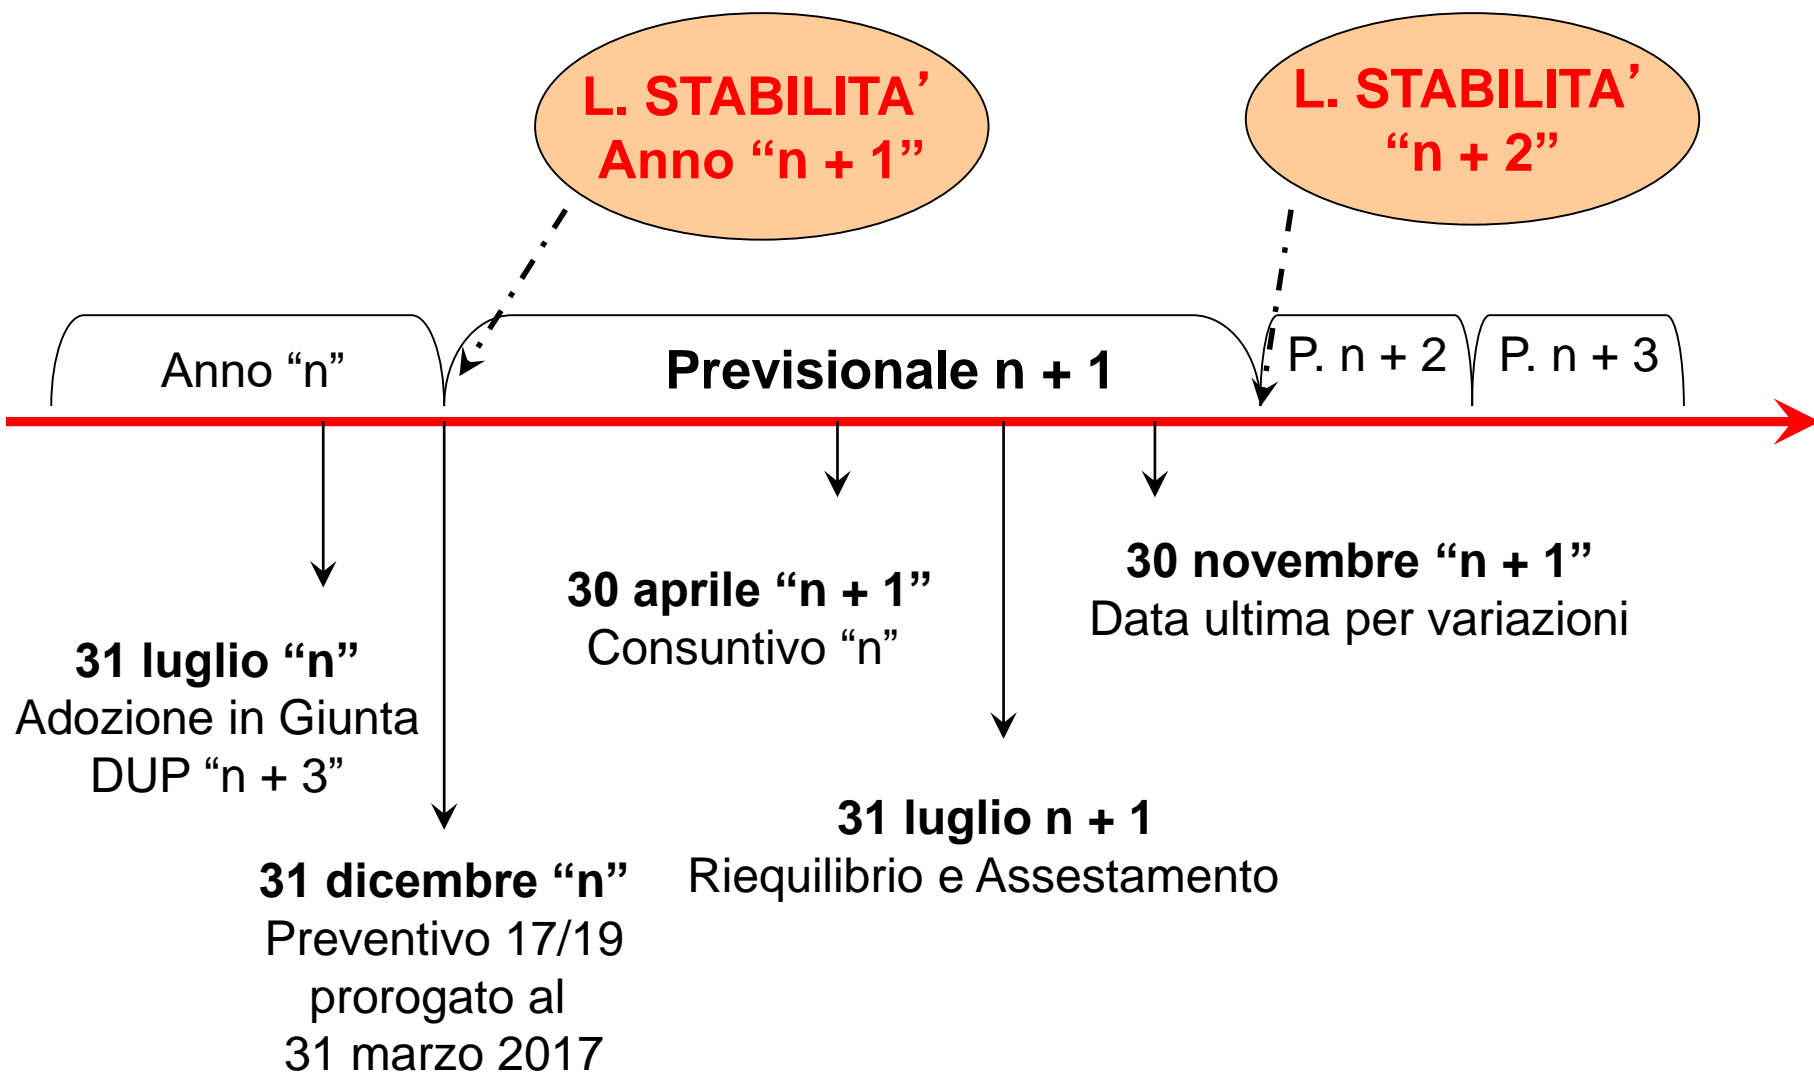 L. STABILITA’
Anno “n + 1”
L. STABILITA’
“n + 2”
Anno “n”
Previsionale n + 1
P. n + 2
P. n + 3
31 luglio “n”
Adozione in Giunta
DUP “n + 3”
31 dicembre “n”
Preventivo 17/19
prorogato al
31 marzo 2017
30 aprile “n + 1”
Consuntivo “n”
31 luglio n + 1
Riequilibrio e Assestamento
30 novembre “n + 1”
Data ultima per variazioni